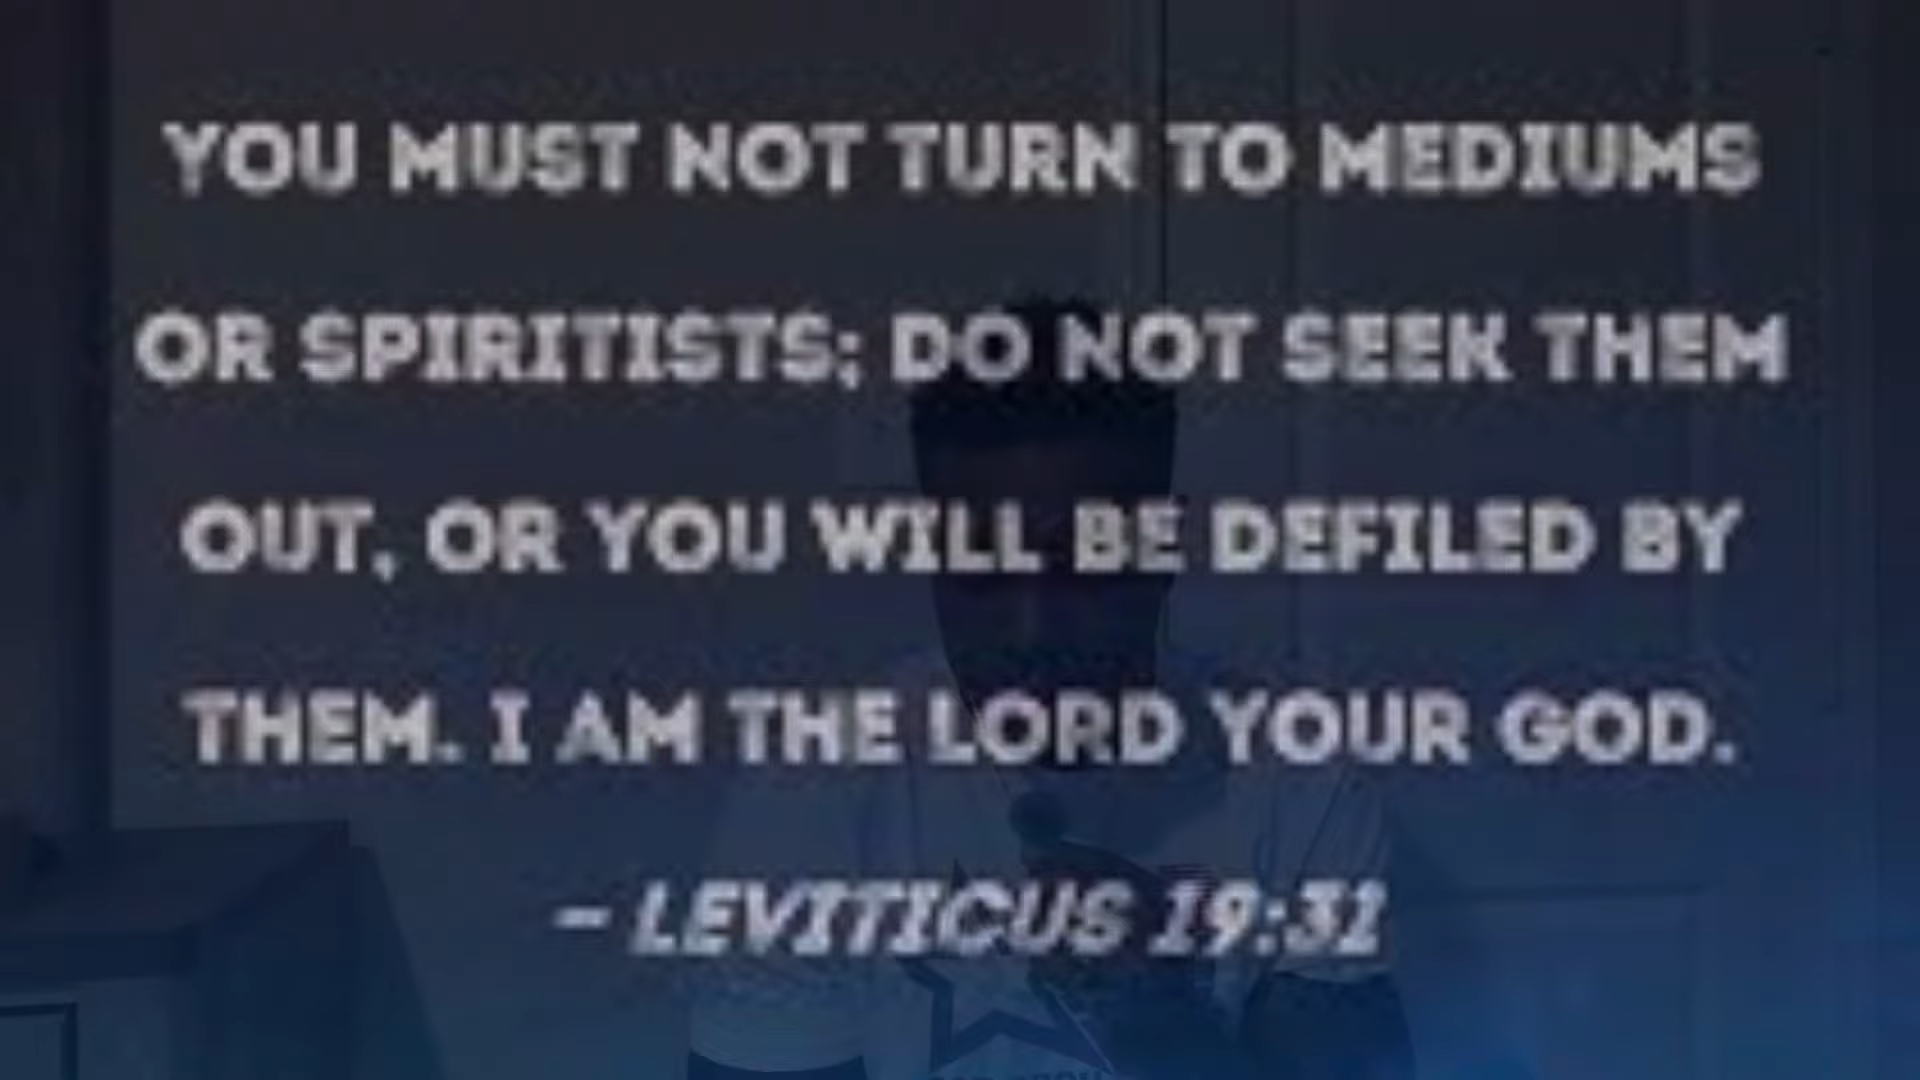 YOU MUST NOT TURN TO MEDIUMS
OR SPIRITISTS; DO NOT SEEK THEM
OUT, OR YOU WILL BE DEFILED BY
THEM. I AM THE LORD YOUR GOD.
– LEVITICUS 19:31